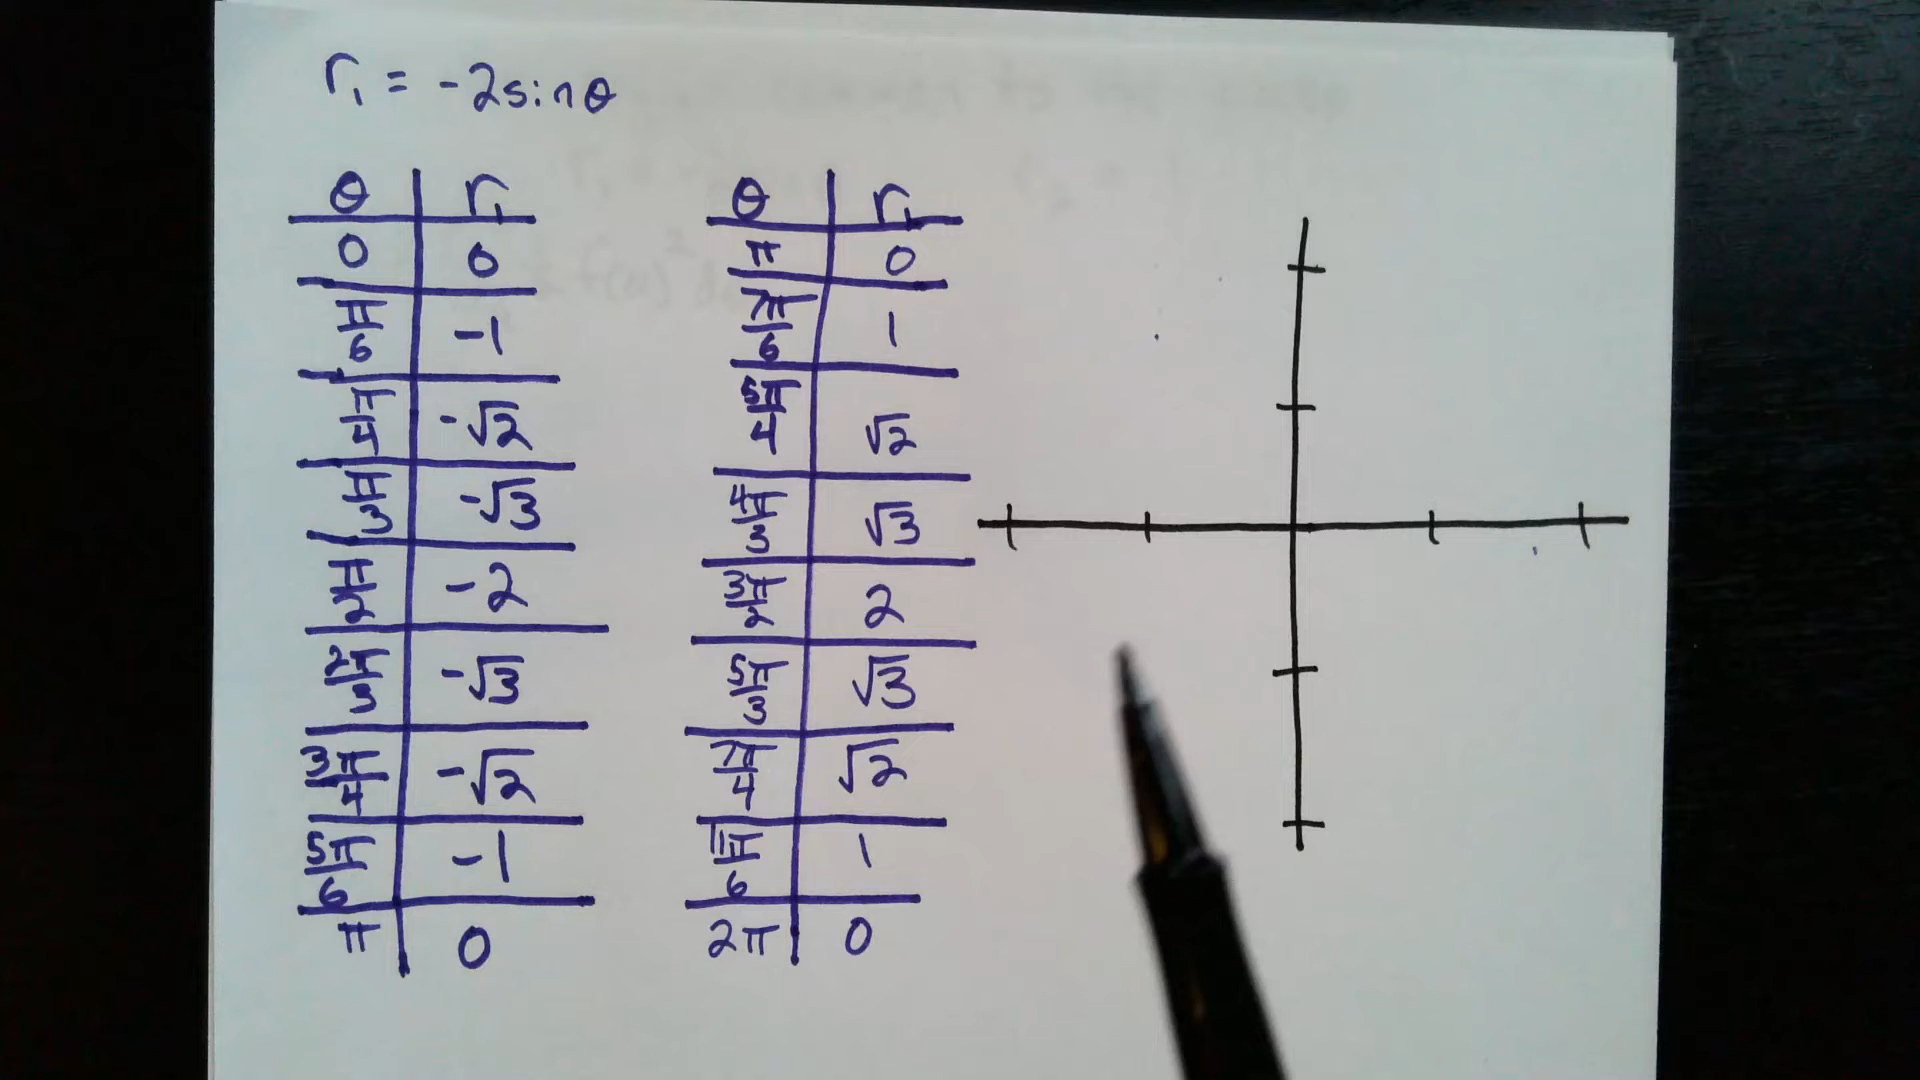 r₁ = -2sinθ
θ r₁
0 0
π/6 -1
π/4 -√2
π/3 -√3
π/2 -2
2π/3 -√3
3π/4 -√2
5π/6 -1
π 0
θ r₁
π 0
7π/6 1
5π/4 √2
4π/3 √3
3π/2 2
5π/3 √3
7π/4 √2
11π/6 1
2π 0